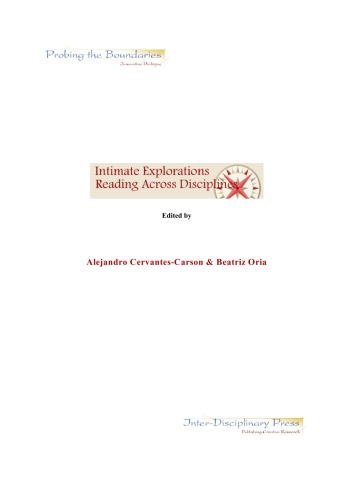 Probing the Boundaries
Innovative Dialogue
Intimate Explorations
Reading Across Disciplines
Edited by
Alejandro Cervantes-Carson & Beatriz Oria
Inter-Disciplinary Press
Publishing Creative Research